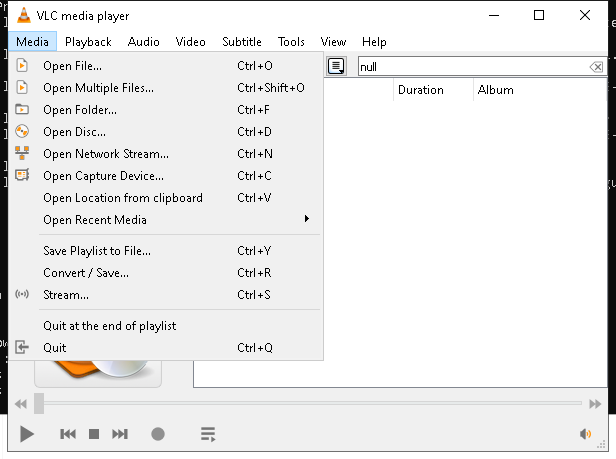 VLC media player
Media Playback Audio Video Subtitle Tools View Help
Open File... Ctrl+O
Open Multiple Files... Ctrl+Shift+O
Open Folder... Ctrl+F
Open Disc... Ctrl+D
Open Network Stream... Ctrl+N
Open Capture Device... Ctrl+C
Open Location from clipboard Ctrl+V
Open Recent Media
Save Playlist to File... Ctrl+Y
Convert / Save... Ctrl+R
Stream... Ctrl+S
Quit at the end of playlist
Quit Ctrl+Q
null
Duration Album